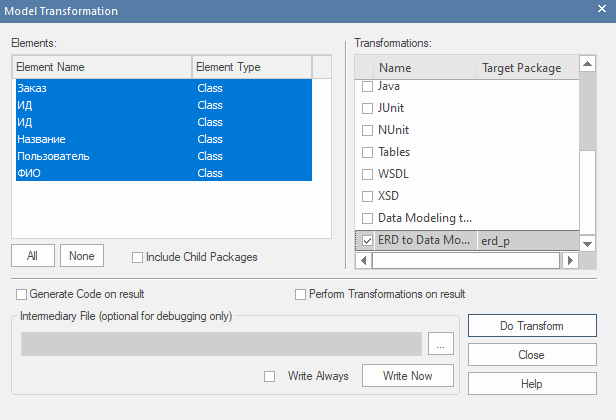 Model Transformation
Elements:
Element Name Element Type
Заказ Class
ИД Class
ИД Class
Название Class
Пользователь Class
ФИО Class
All None Include Child Packages
Transformations:
Name Target Package
Java
JUnit
NUnit
Tables
WSDL
XSD
Data Modeling t...
ERD to Data Mo... erd_p
Generate Code on result Perform Transformations on result
Intermediary File (optional for debugging only)
...
Write Always Write Now
Do Transform
Close
Help